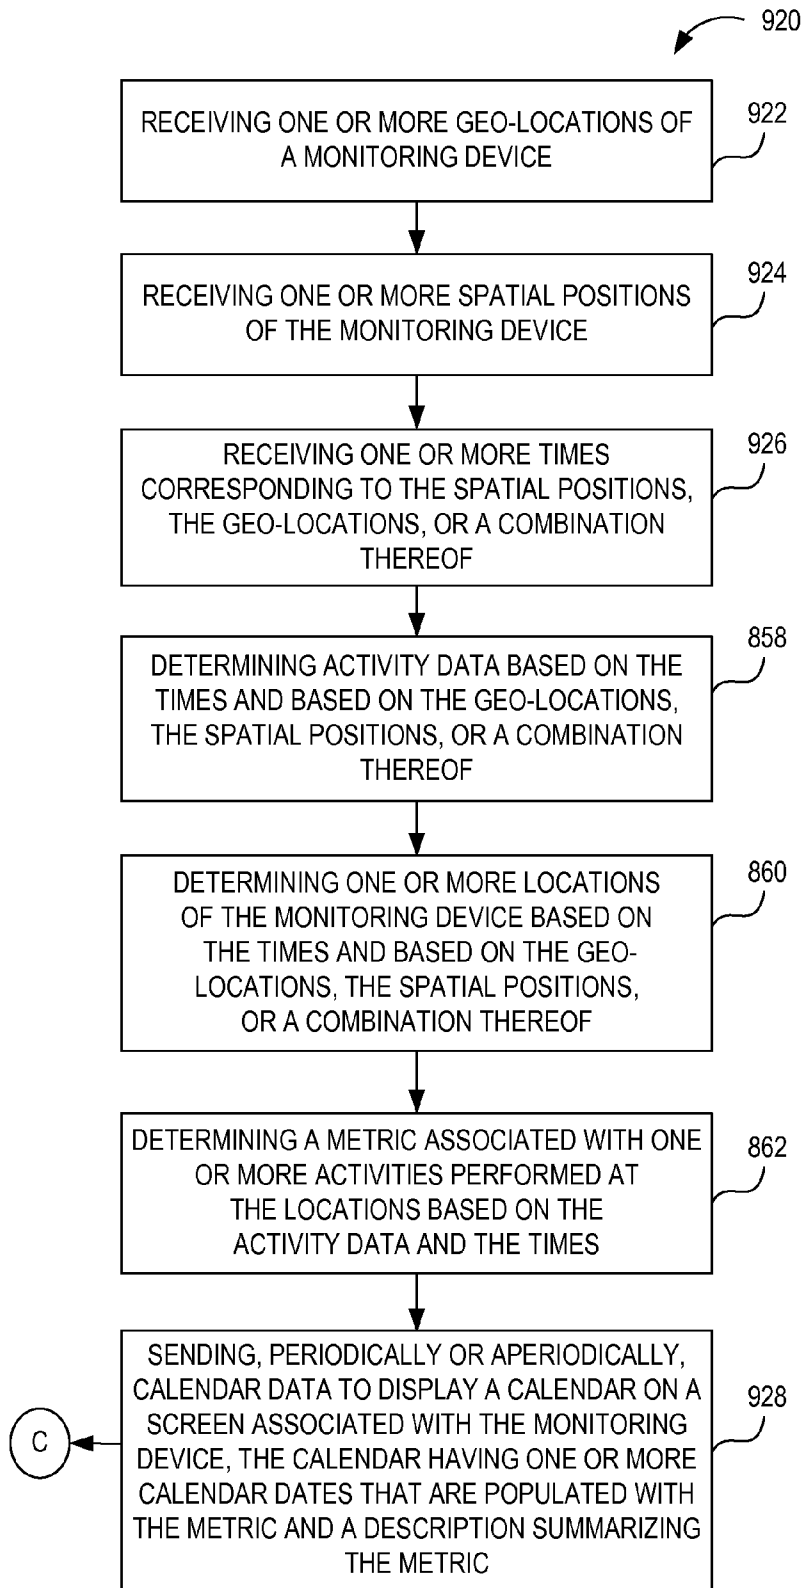 920
RECEIVING ONE OR MORE GEO-LOCATIONS OF
A MONITORING DEVICE
922
RECEIVING ONE OR MORE SPATIAL POSITIONS
OF THE MONITORING DEVICE
924
RECEIVING ONE OR MORE TIMES
CORRESPONDING TO THE SPATIAL POSITIONS,
THE GEO-LOCATIONS, OR A COMBINATION
THEREOF
926
DETERMINING ACTIVITY DATA BASED ON THE
TIMES AND BASED ON THE GEO-LOCATIONS,
THE SPATIAL POSITIONS, OR A COMBINATION
THEREOF
858
DETERMINING ONE OR MORE LOCATIONS
OF THE MONITORING DEVICE BASED ON
THE TIMES AND BASED ON THE GEO-
LOCATIONS, THE SPATIAL POSITIONS,
OR A COMBINATION THEREOF
860
DETERMINING A METRIC ASSOCIATED WITH ONE
OR MORE ACTIVITIES PERFORMED AT
THE LOCATIONS BASED ON THE
ACTIVITY DATA AND THE TIMES
862
SENDING, PERIODICALLY OR APERIODICALLY,
CALENDAR DATA TO DISPLAY A CALENDAR ON A
SCREEN ASSOCIATED WITH THE MONITORING
DEVICE, THE CALENDAR HAVING ONE OR MORE
CALENDAR DATES THAT ARE POPULATED WITH
THE METRIC AND A DESCRIPTION SUMMARIZING
THE METRIC
928
C